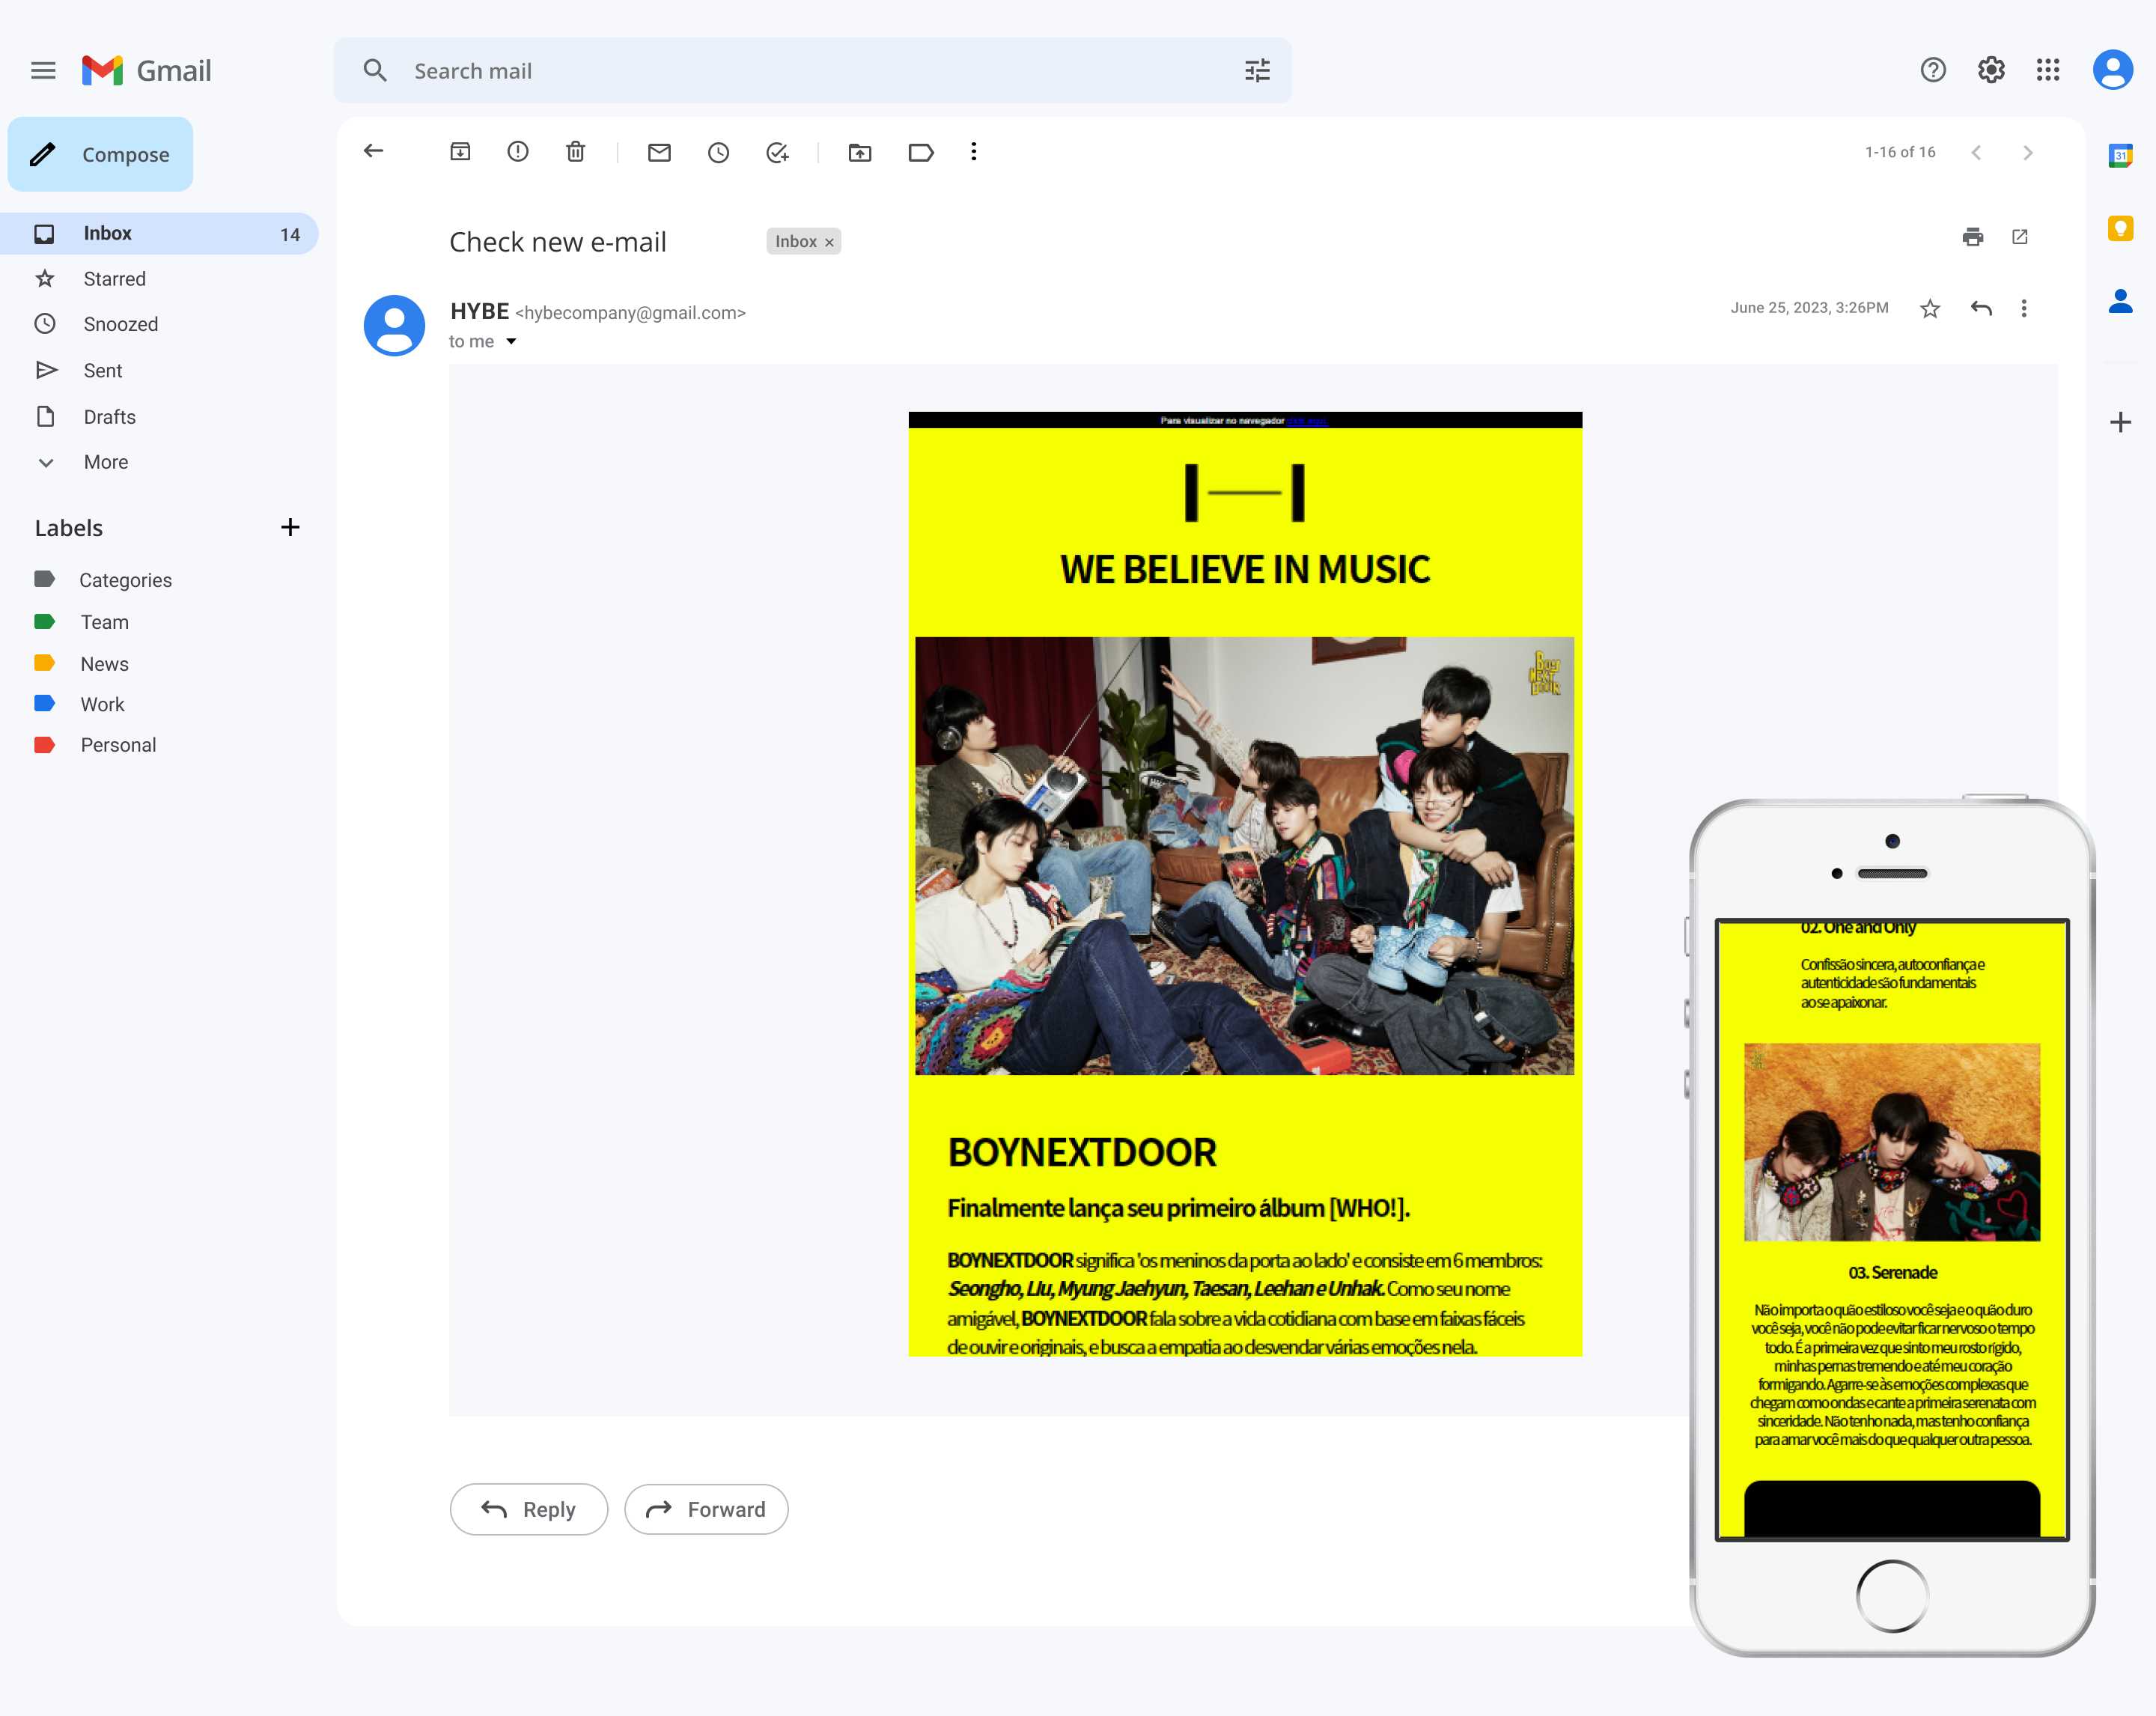 Gmail
Search mail
Compose
Inbox 14
Starred
Snoozed
Sent
Drafts
More
Labels
Categories
Team
News
Work
Personal
1-16 of 16
Check new e-mail
Inbox ×
HYBE <hybecompany@gmail.com>
June 25, 2023, 3:26PM
to me
31
Para visualizar no navegador click aqui.
WE BELIEVE IN MUSIC
BOY
NEXT
DOOR
BOYNEXTDOOR
Finalmente lança seu primeiro álbum [WHO!].
BOYNEXTDOOR significa 'os meninos da porta ao lado' e consiste em 6 membros:
Seongho, LIu, Myung Jaehyun, Taesan, Leehan e Unhak. Como seu nome
amigável, BOYNEXTDOOR fala sobre a vida cotidiana com base em faixas fáceis
de ouvir e originais, e busca a empatia ao desvendar várias emoções nela.
Reply
Forward
02. One and Only
Confissão sincera, autoconfiança e
autenticidade são fundamentais
ao se apaixonar.
03. Serenade
Não importa o quão estiloso você seja e o quão duro
você seja, você não pode evitar ficar nervoso o tempo
todo. É a primeira vez que sinto meu rosto rígido,
minhas pernas tremendo e até meu coração
formigando. Agarre-se às emoções complexas que
chegam como ondas e cante a primeira serenata com
sinceridade. Não tenho nada, mas tenho confiança
para amar você mais do que qualquer outra pessoa.